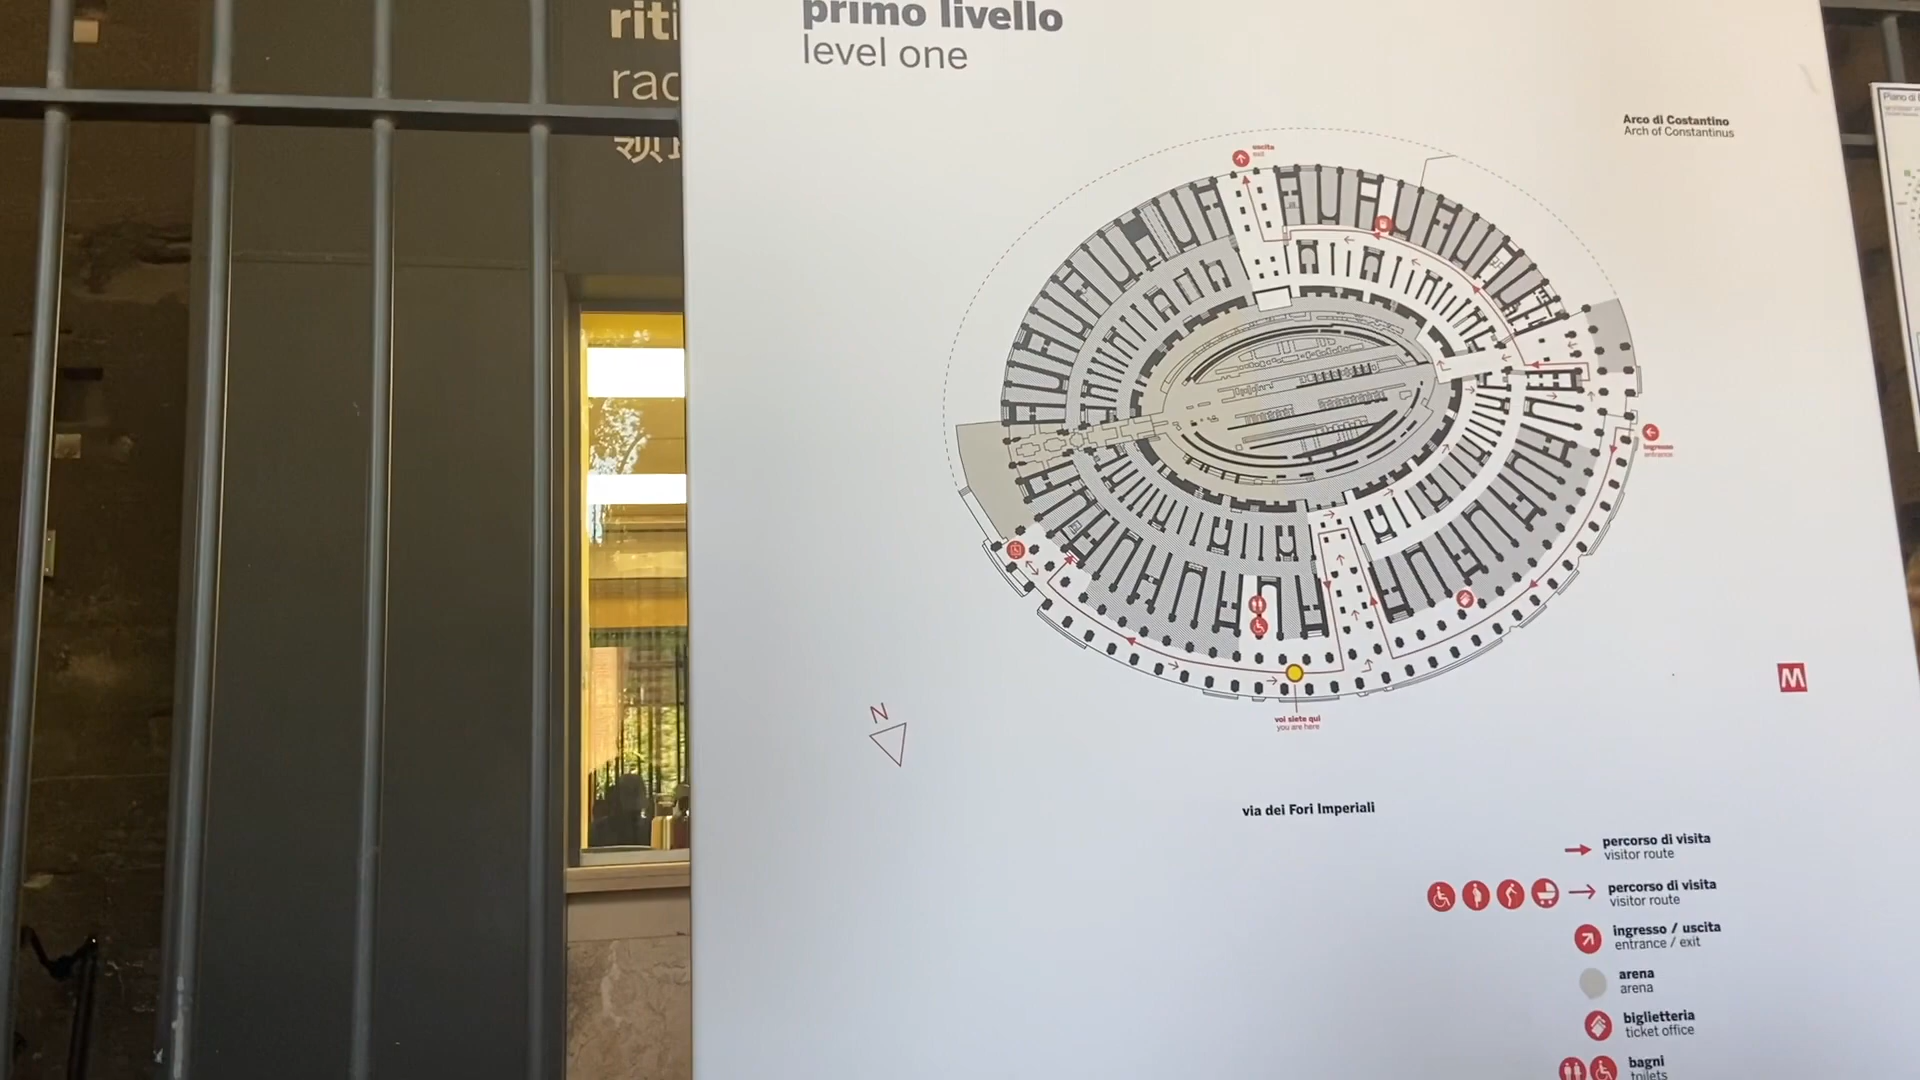 riti
rac
primo livello
level one
Arco di Costantino
Arch of Constantinus
uscita
exit
ingresso
entrance
N
M
voi siete qui
you are here
via dei Fori Imperiali
percorso di visita
visitor route
percorso di visita
visitor route
ingresso / uscita
entrance / exit
arena
arena
biglietteria
ticket office
bagni
toilets